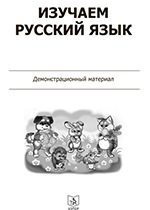 ИЗУЧАЕМ
РУССКИЙ ЯЗЫК
Демонстрационный материал